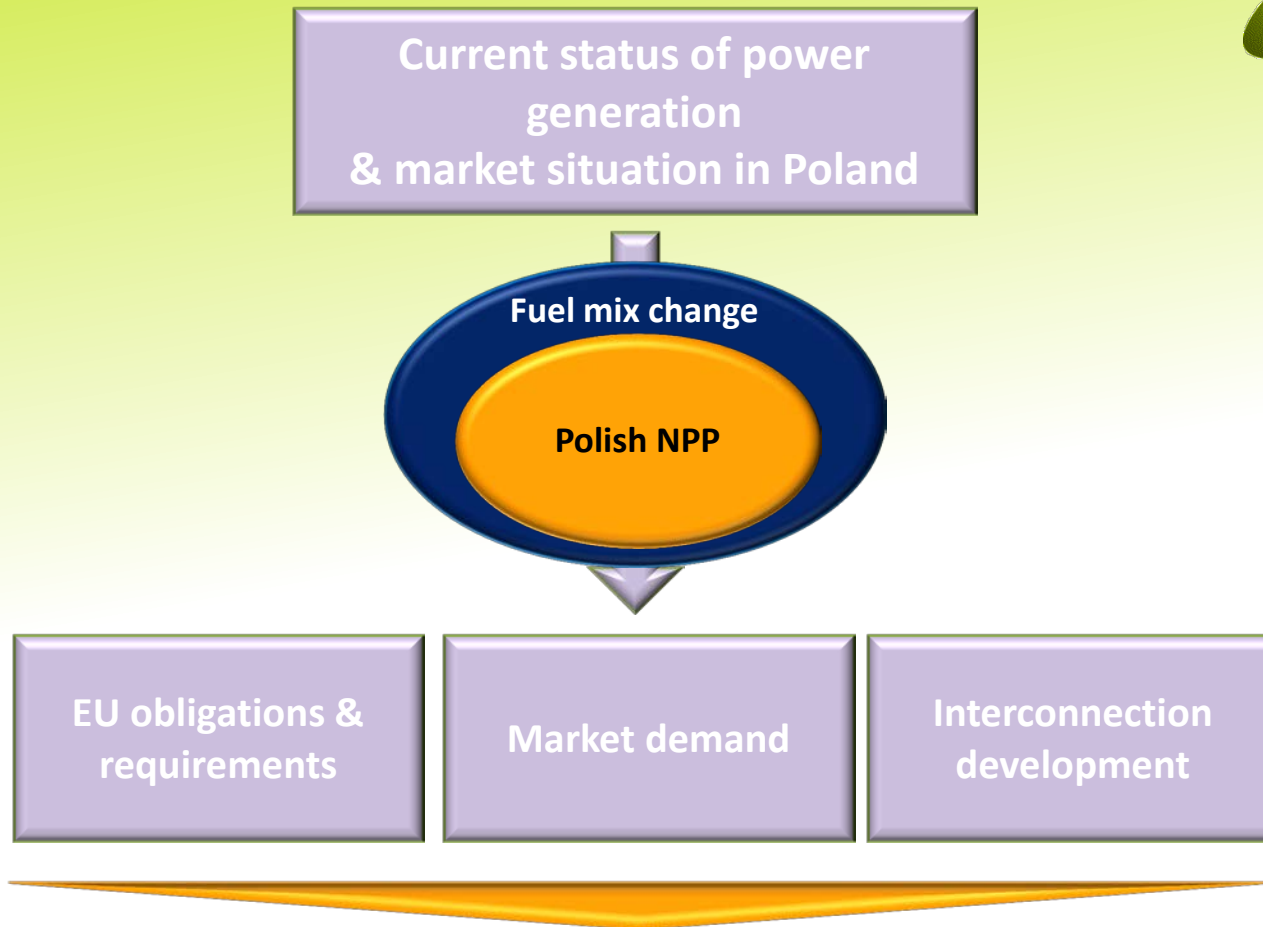 Current status of power
generation
& market situation in Poland
Fuel mix change
Polish NPP
EU obligations &
requirements
Market demand
Interconnection
development